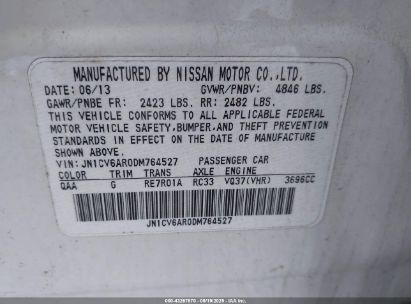 MANUFACTURED BY NISSAN MOTOR CO.,LTD.
DATE: 06/13 GVWR/PNBV: 4846 LBS.
GAWR/PNBE FR: 2423 LBS. RR: 2482 LBS.
THIS VEHICLE CONFORMS TO ALL APPLICABLE FEDERAL
MOTOR VEHICLE SAFETY,BUMPER,AND THEFT PREVENTION
STANDARDS IN EFFECT ON THE DATE OF MANUFACTURE
SHOWN ABOVE.
VIN: JN1CV6AR0DM764527 PASSENGER CAR
COLOR TRIM TRANS AXLE ENGINE
QAA G RE7R01A RC33 VQ37(VHR) 3696CC
JN1CV6AR0DM764527